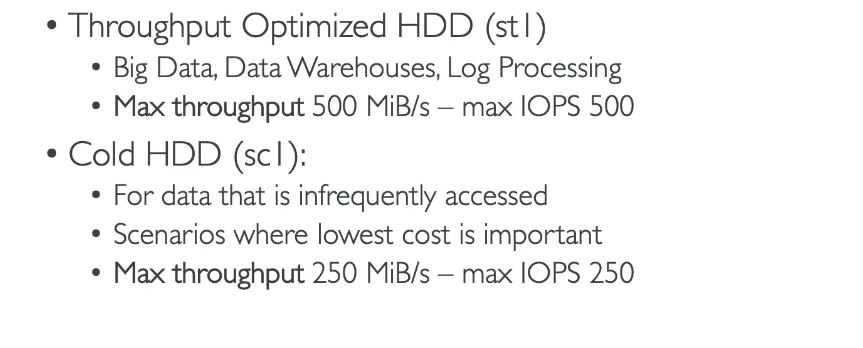 • Throughput Optimized HDD (st1)
• Big Data, Data Warehouses, Log Processing
• Max throughput 500 MiB/s – max IOPS 500
• Cold HDD (sc1):
• For data that is infrequently accessed
• Scenarios where lowest cost is important
• Max throughput 250 MiB/s – max IOPS 250